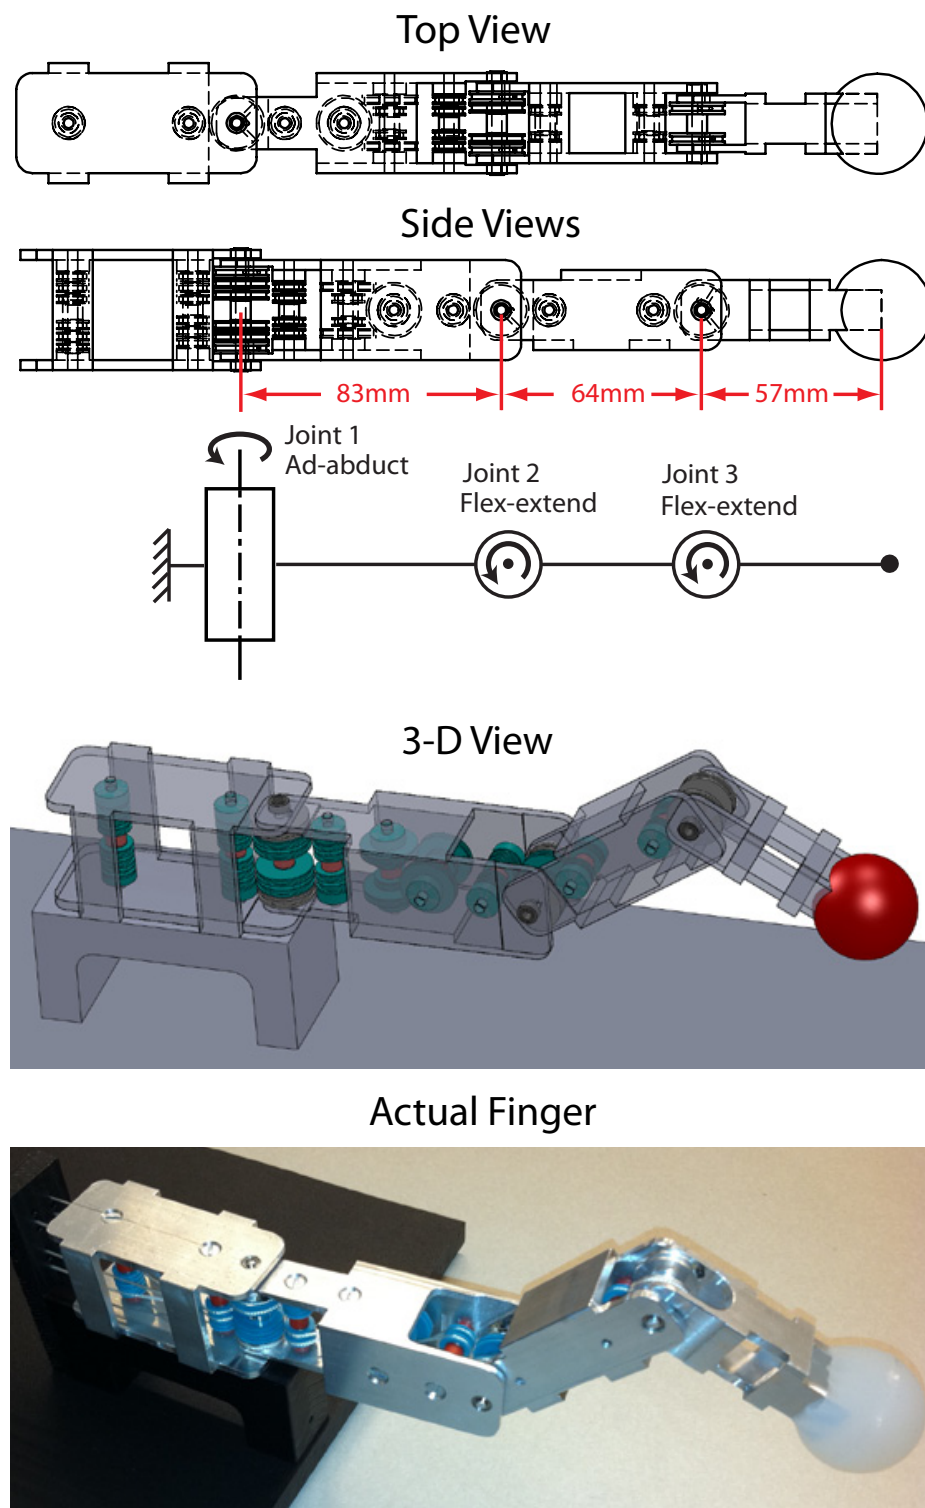 Top View
Side Views
83mm
64mm
57mm
Joint 1
Ad-abduct
Joint 2
Flex-extend
Joint 3
Flex-extend
3-D View
Actual Finger